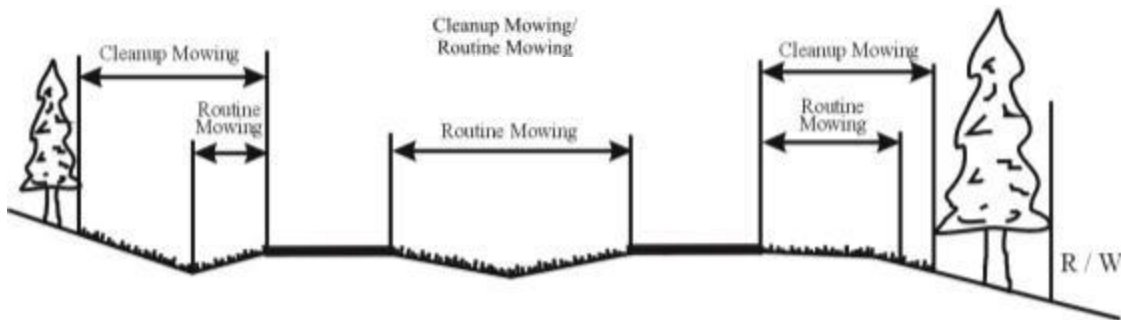 Cleanup Mowing/
Routine Mowing
Cleanup Mowing
Routine
Mowing
Routine Mowing
Cleanup Mowing
Routine
Mowing
R / W